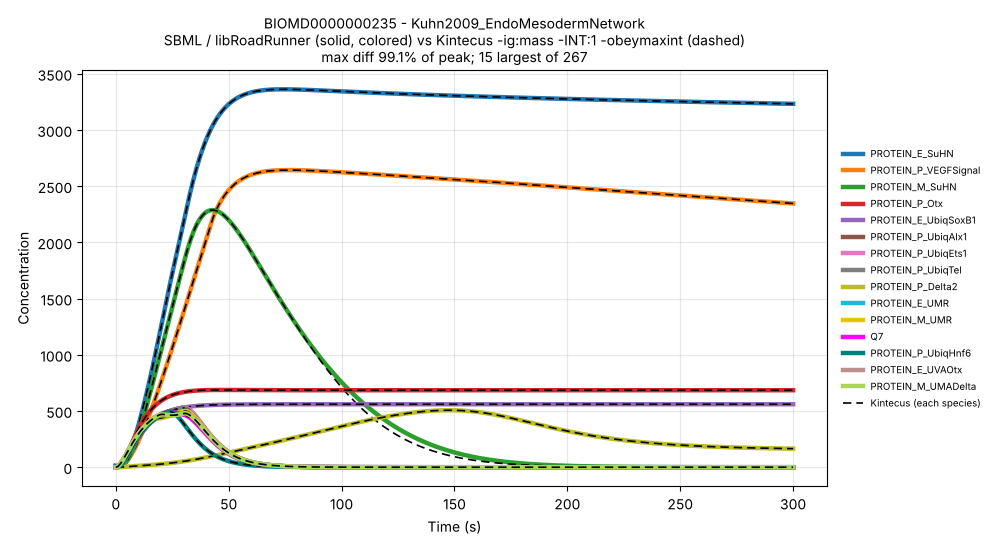 BIOMD0000000235 - Kuhn2009_EndoMesodermNetwork
SBML / libRoadRunner (solid, colored) vs Kintecus -ig:mass -INT:1 -obeymaxint (dashed)
max diff 99.1% of peak; 15 largest of 267
3500
3000
2500
2000
1500
1000
500
0
Concentration
0
50
100
150
200
250
300
Time (s)
PROTEIN_E_SuHN
PROTEIN_P_VEGFSignal
PROTEIN_M_SuHN
PROTEIN_P_Otx
PROTEIN_E_UbiqSoxB1
PROTEIN_P_UbiqAlx1
PROTEIN_P_UbiqEts1
PROTEIN_P_UbiqTel
PROTEIN_P_Delta2
PROTEIN_E_UMR
PROTEIN_M_UMR
Q7
PROTEIN_P_UbiqHnf6
PROTEIN_E_UVAOtx
PROTEIN_M_UMADelta
Kintecus (each species)